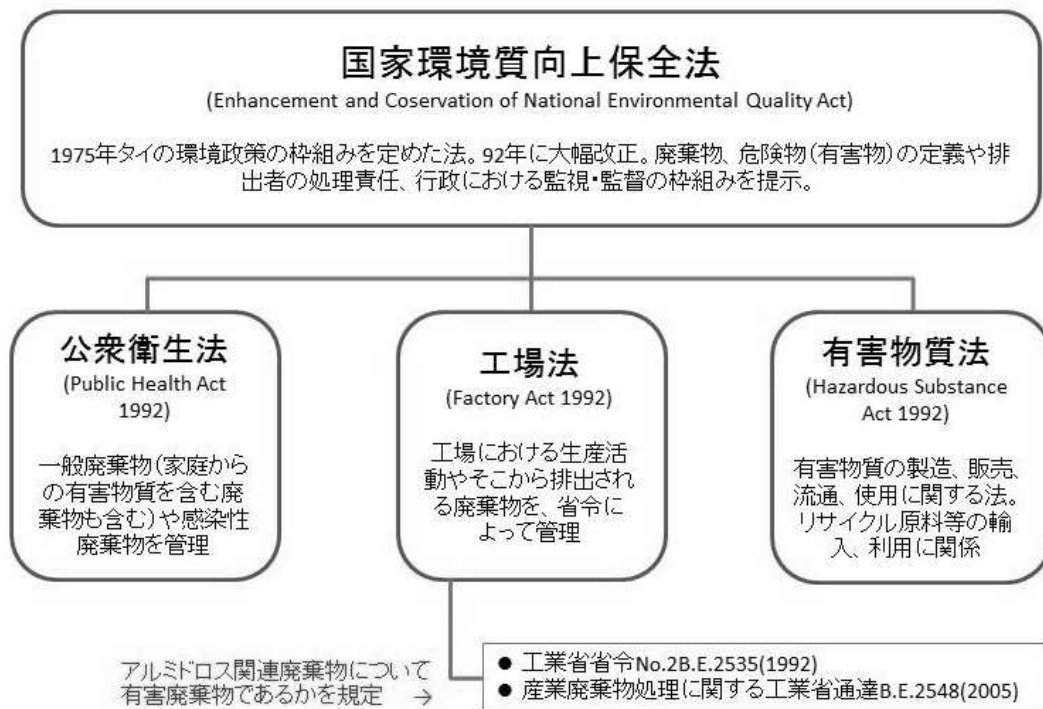 国家環境質向上保全法
(Enhancement and Coservation of National Environmental Quality Act)
1975年タイの環境政策の枠組みを定めた法。92年に大幅改正。廃棄物、危険物(有害物)の定義や排
出者の処理責任、行政における監視・監督の枠組みを提示。
公衆衛生法
(Public Health Act
1992)
一般廃棄物(家庭から
の有害物質を含む廃
棄物も含む)や感染性
廃棄物を管理
工場法
(Factory Act 1992)
工場における生産活
動やそこから排出され
る廃棄物を、省令に
よって管理
有害物質法
(Hazardous Substance
Act 1992)
有害物質の製造、販売、
流通、使用に関する法。
リサイクル原料等の輸
入、利用に関係
アルミドロス関連廃棄物について
有害廃棄物であるかを規定 →
● 工業省省令No.2B.E.2535(1992)
● 産業廃棄物処理に関する工業省通達B.E.2548(2005)